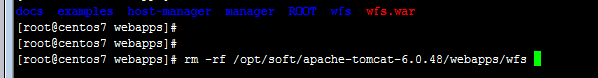 docs examples host-manager manager ROOT wfs wfs.war
[root@centos7 webapps]#
[root@centos7 webapps]#
[root@centos7 webapps]# rm -rf /opt/soft/apache-tomcat-6.0.48/webapps/wfs